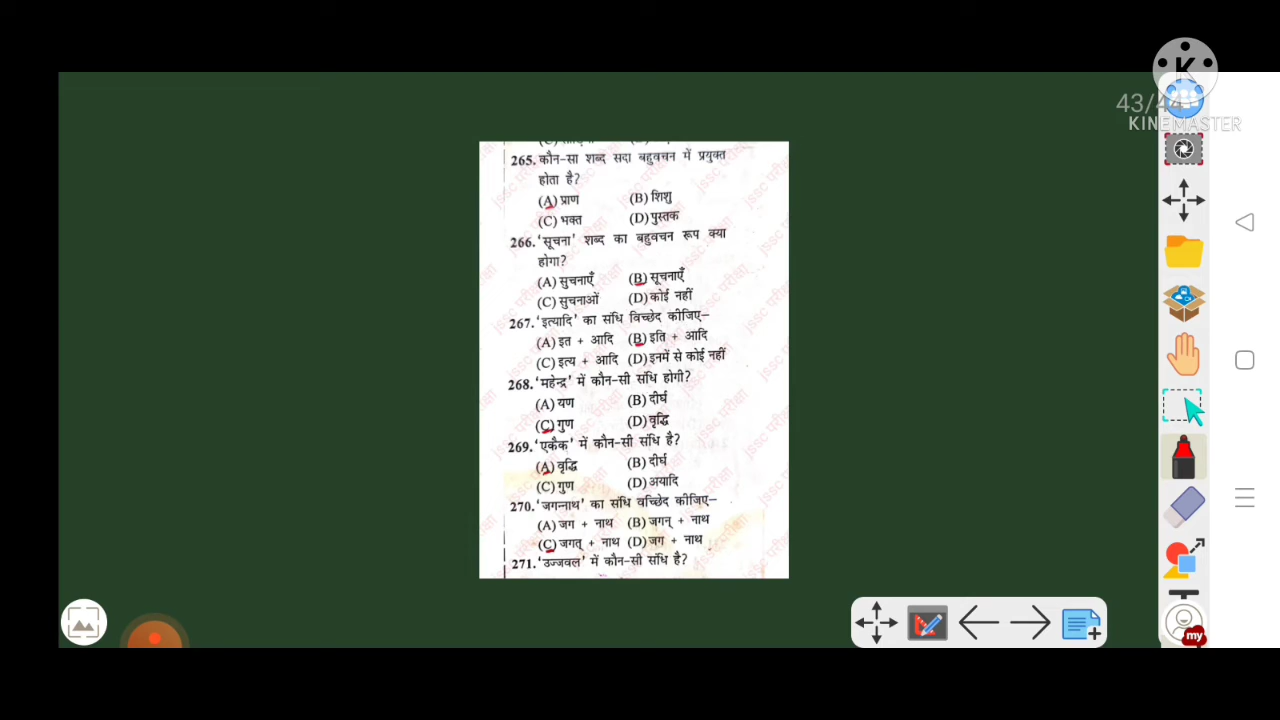 43/44
KINEMASTER
265. कौन-सा शब्द सदा बहुवचन में प्रयुक्त
होता है?
(A) प्राण (B) शिशु
(C) भक्त (D) पुस्तक
266. 'सूचना' शब्द का बहुवचन रूप क्या
होगा?
(A) सुचनाएँ (B) सूचनाएँ
(C) सुचनाओं (D) कोई नहीं
267. 'इत्यादि' का संधि विच्छेद कीजिए–
(A) इत + आदि (B) इति + आदि
(C) इत्य + आदि (D) इनमें से कोई नहीं
268. 'महेन्द्र' में कौन-सी संधि होगी?
(A) यण (B) दीर्घ
(C) गुण (D) वृद्धि
269. 'एकैक' में कौन-सी संधि है?
(A) वृद्धि (B) दीर्घ
(C) गुण (D) अयादि
270. 'जगन्नाथ' का संधि वच्छेद कीजिए–
(A) जग + नाथ (B) जगन् + नाथ
(C) जगत् + नाथ (D) जग + नाथ
271. 'उज्जवल' में कौन-सी संधि है?
my